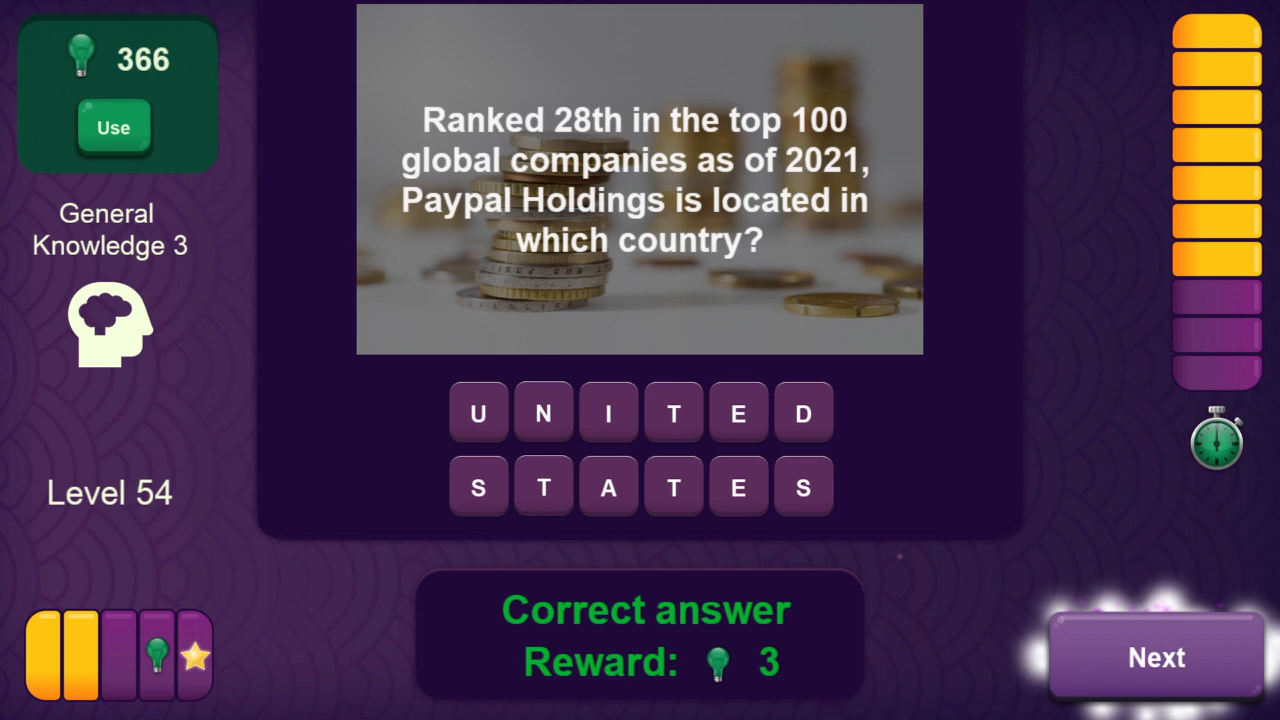 366
Use
General
Knowledge 3
Level 54
Ranked 28th in the top 100
global companies as of 2021,
Paypal Holdings is located in
which country?
U N I T E D
S T A T E S
Correct answer
Reward: 3
Next